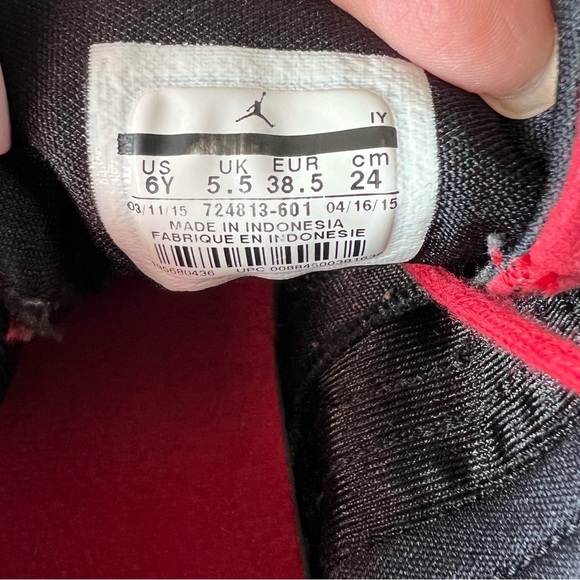 IY
US UK EUR cm
6Y 5.5 38.5 24
03/11/15 724813-601 04/16/15
MADE IN INDONESIA
FABRIQUE EN INDONESIE
UPC